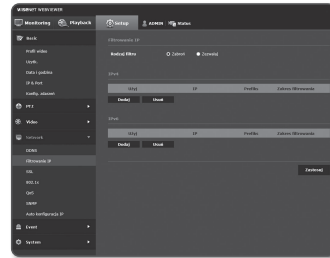 WISENET WEBVIEWER
Monitoring Playback Setup ADMIN Status
Basic
Profil wideo
Użytk.
Data i godzina
IP & Port
Konfig. zdarzeń
PTZ
Video
Network
DDNS
Filtrowanie IP
SSL
802.1x
QoS
SNMP
Auto konfiguracja IP
Event
System
Filtrowanie IP
Rodzaj filtra Zabroń Zezwalaj
IPv4
Użyj IP Prefiks Zakres filtrowania
Dodaj Usuń
IPv6
Użyj IP Prefiks Zakres filtrowania
Dodaj Usuń
Zastosuj